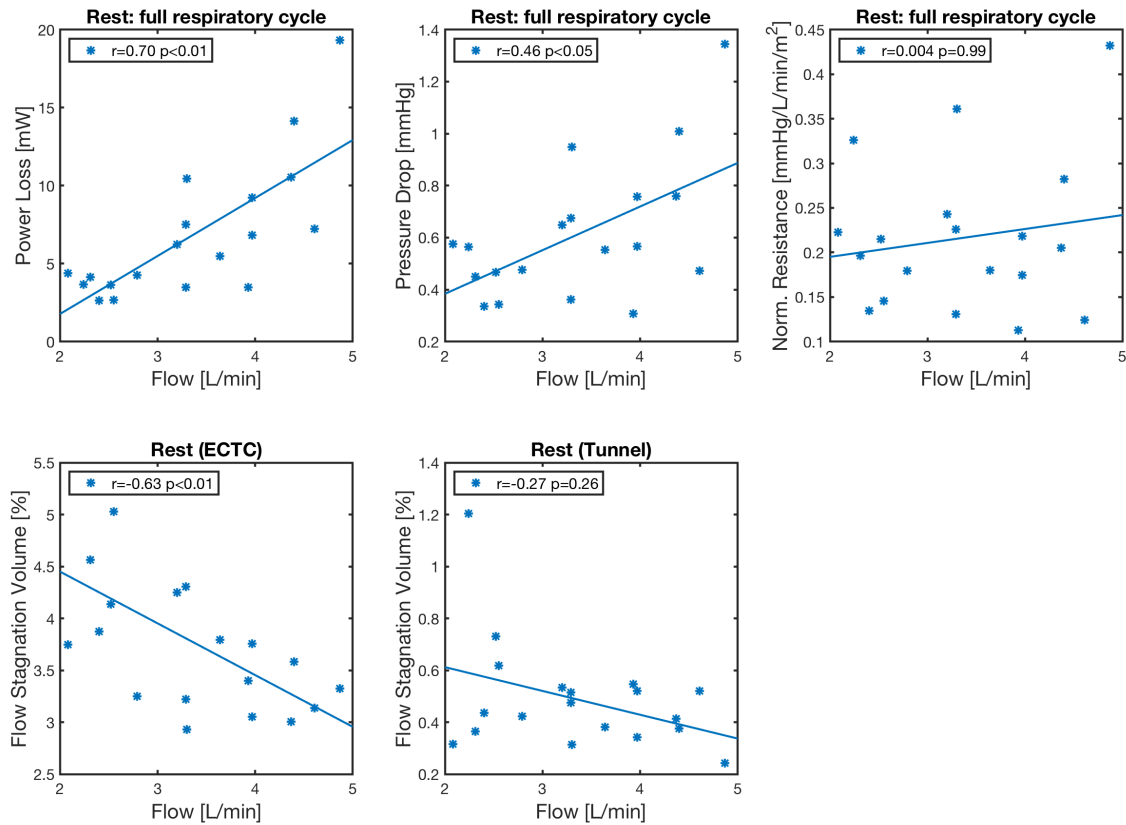 Rest: full respiratory cycle
r=0.70 p<0.01
Power Loss [mW]
20
15
10
5
0
2 3 4 5
Flow [L/min]
Rest: full respiratory cycle
r=0.46 p<0.05
Pressure Drop [mmHg]
1.4
1.2
1
0.8
0.6
0.4
0.2
2 3 4 5
Flow [L/min]
Rest: full respiratory cycle
r=0.004 p=0.99
Norm. Resistance [mmHg/L/min/m²]
0.45
0.4
0.35
0.3
0.25
0.2
0.15
0.1
2 3 4 5
Flow [L/min]
Rest (ECTC)
r=-0.63 p<0.01
Flow Stagnation Volume [%]
5.5
5
4.5
4
3.5
3
2.5
2 3 4 5
Flow [L/min]
Rest (Tunnel)
r=-0.27 p=0.26
Flow Stagnation Volume [%]
1.4
1.2
1
0.8
0.6
0.4
0.2
2 3 4 5
Flow [L/min]